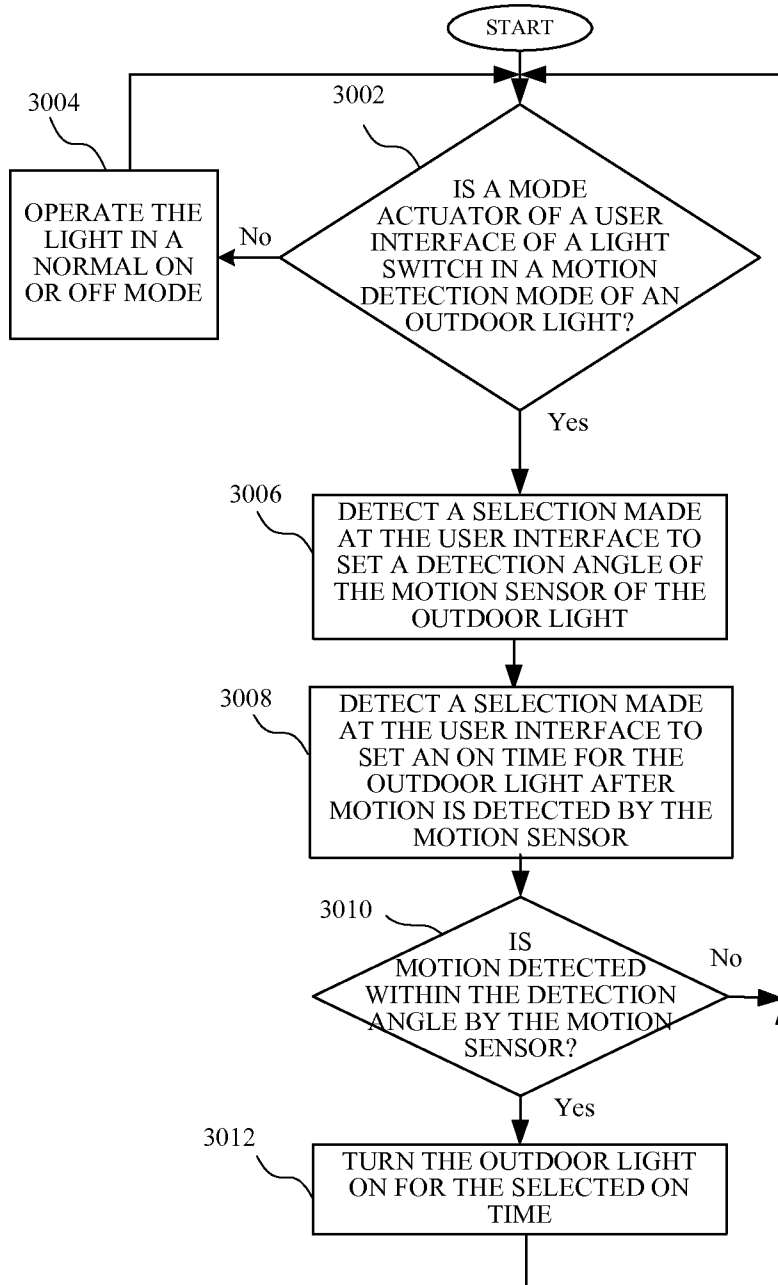 START
3004
3002
IS A MODE
ACTUATOR OF A USER
INTERFACE OF A LIGHT
SWITCH IN A MOTION
DETECTION MODE OF AN
OUTDOOR LIGHT?
No
OPERATE THE
LIGHT IN A
NORMAL ON
OR OFF MODE
Yes
3006
DETECT A SELECTION MADE
AT THE USER INTERFACE TO
SET A DETECTION ANGLE OF
THE MOTION SENSOR OF THE
OUTDOOR LIGHT
3008
DETECT A SELECTION MADE
AT THE USER INTERFACE TO
SET AN ON TIME FOR THE
OUTDOOR LIGHT AFTER
MOTION IS DETECTED BY THE
MOTION SENSOR
3010
IS
MOTION DETECTED
WITHIN THE DETECTION
ANGLE BY THE MOTION
SENSOR?
No
Yes
3012
TURN THE OUTDOOR LIGHT
ON FOR THE SELECTED ON
TIME